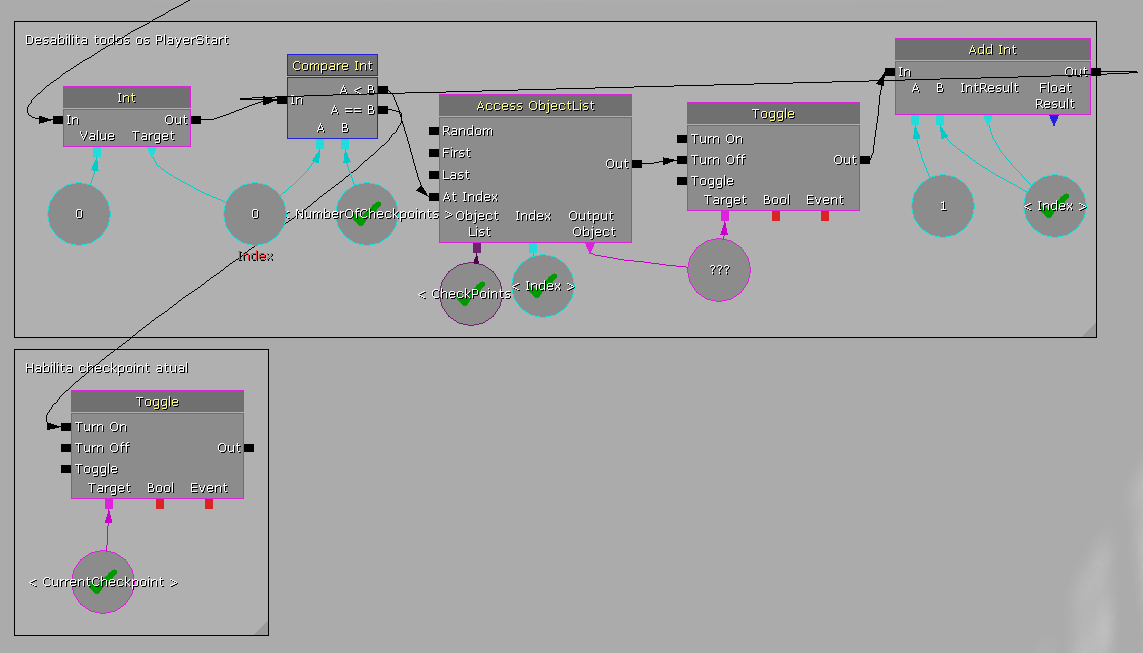 Desabilita todos os PlayerStart
Int
In
Out
Value
Target
0
0
Index
Compare Int
In
A < B
A == B
A
B
< NumberOfCheckpoints >
Access ObjectList
Random
First
Last
At Index
Out
Object
List
Index
Output
Object
< CheckPoints
< Index >
Toggle
Turn On
Turn Off
Toggle
Out
Target
Bool
Event
???
Add Int
In
Out
A
B
IntResult
Float
Result
1
< Index >
Habilita checkpoint atual
Toggle
Turn On
Turn Off
Toggle
Out
Target
Bool
Event
< CurrentCheckpoint >